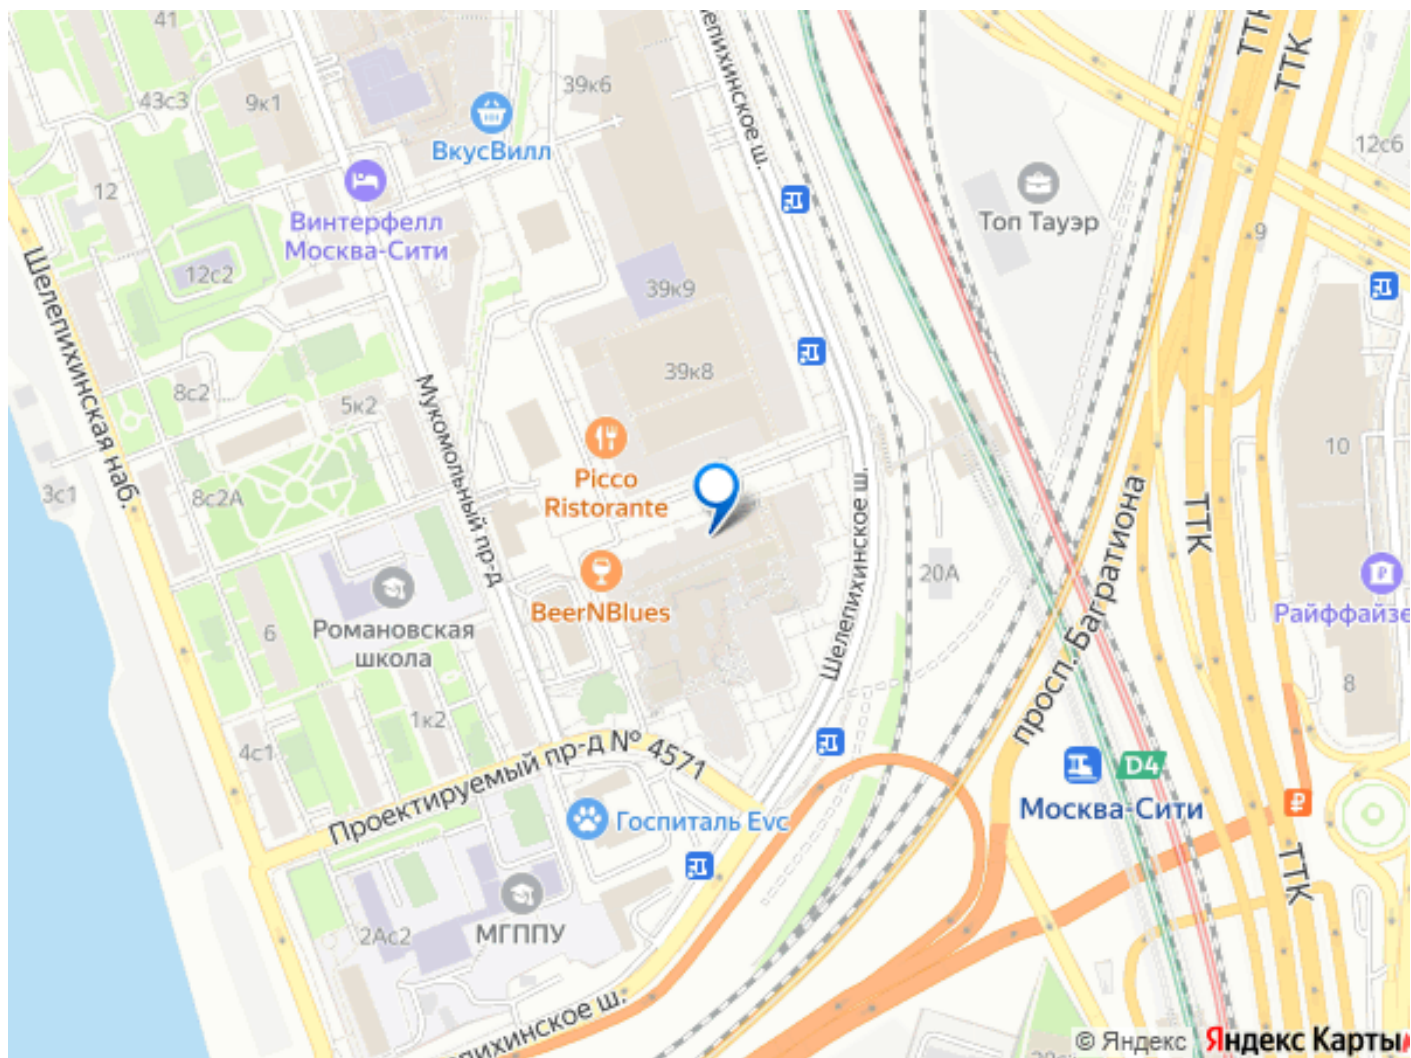 41
43с3
9к1
39к6
Шелепихинское ш.
ТТК
ТТК
ВкусВилл
12
Винтерфелл
Москва-Сити
12с2
Топ Тауэр
12с6
9
39к9
39к8
Шелепихинская наб.
8с2
5к2
Мукомольный пр-д
Picco
Ristorante
10
3с1
8с2А
Шелепихинское ш.
просп. Багратиона
ТТК
BeerNBlues
20А
Райффайзе
6
Романовская
школа
8
1к2
4с1
Проектируемый пр-д № 4571
D4
Москва-Сити
Госпиталь Evc
ТТК
2Ас2
МГППУ
елепихинское ш.
© Яндекс
Яндекс Карты